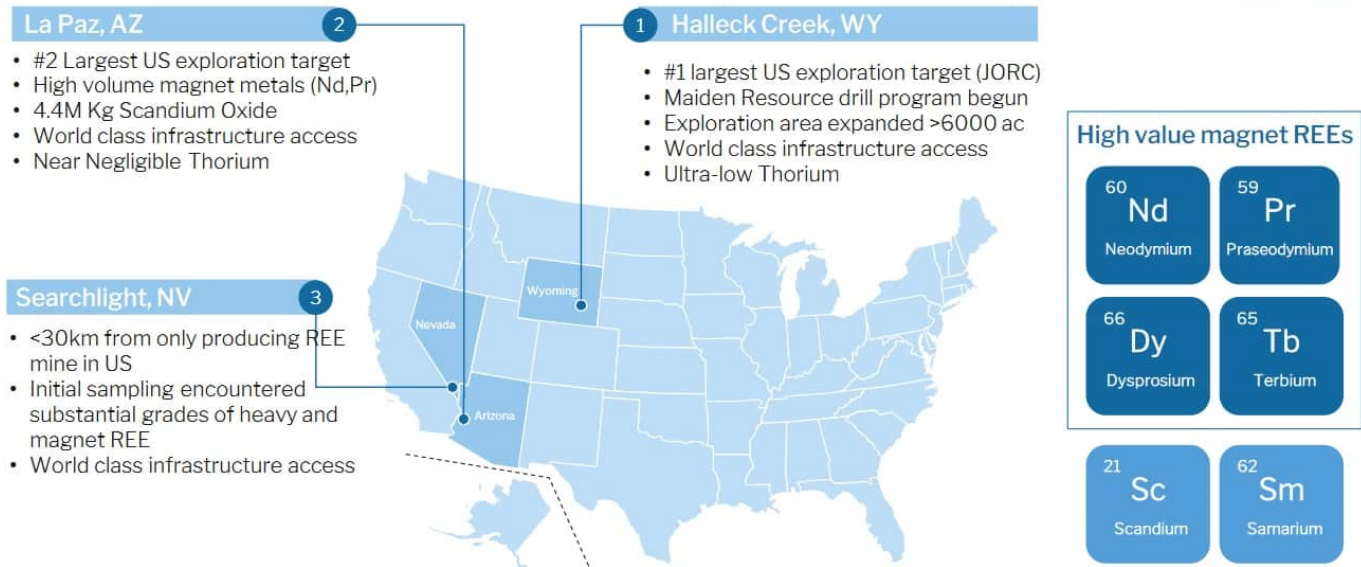 La Paz, AZ
2
• #2 Largest US exploration target
• High volume magnet metals (Nd,Pr)
• 4.4M Kg Scandium Oxide
• World class infrastructure access
• Near Negligible Thorium
1
Halleck Creek, WY
• #1 largest US exploration target (JORC)
• Maiden Resource drill program begun
• Exploration area expanded >6000 ac
• World class infrastructure access
• Ultra-low Thorium
Searchlight, NV
3
• <30km from only producing REE
mine in US
• Initial sampling encountered
substantial grades of heavy and
magnet REE
• World class infrastructure access
Wyoming
Nevada
Arizona
High value magnet REEs
60
Nd
Neodymium
59
Pr
Praseodymium
66
Dy
Dysprosium
65
Tb
Terbium
21
Sc
Scandium
62
Sm
Samarium